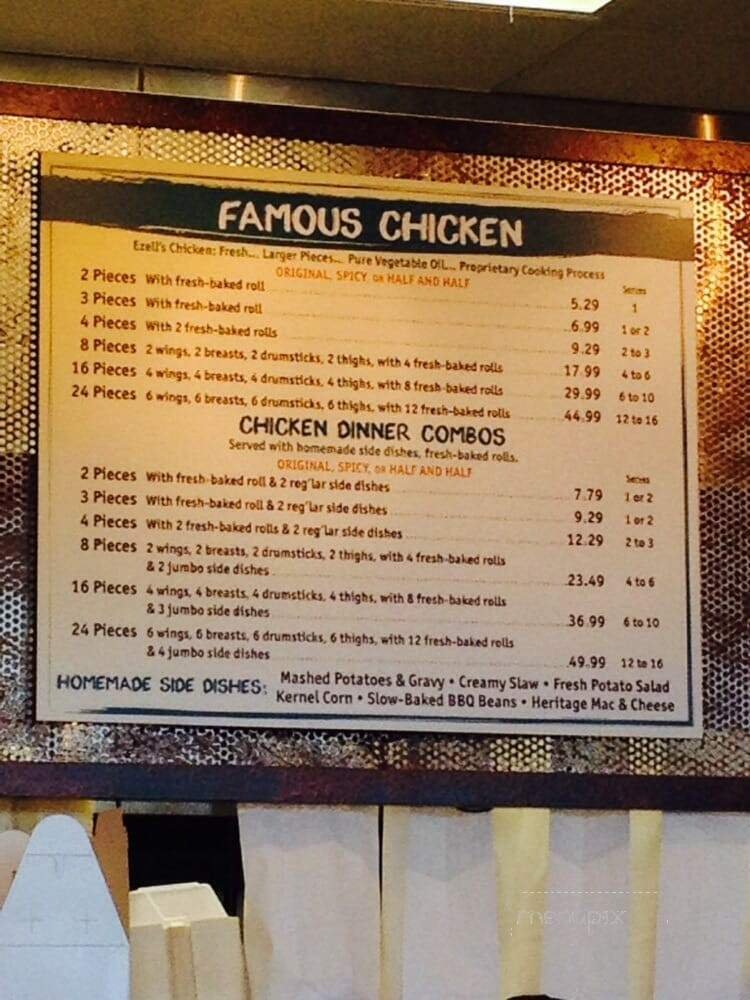 FAMOUS CHICKEN
Ezell's Chicken: Fresh... Larger Pieces... Pure Vegetable Oil... Proprietary Cooking Process
ORIGINAL, SPICY, OR HALF AND HALF
Serves
2 Pieces With fresh-baked roll 5.29 1
3 Pieces With fresh-baked roll 6.99 1 or 2
4 Pieces With 2 fresh-baked rolls 9.29 2 to 3
8 Pieces 2 wings, 2 breasts, 2 drumsticks, 2 thighs, with 4 fresh-baked rolls 17.99 4 to 6
16 Pieces 4 wings, 4 breasts, 4 drumsticks, 4 thighs, with 8 fresh-baked rolls 29.99 6 to 10
24 Pieces 6 wings, 6 breasts, 6 drumsticks, 6 thighs, with 12 fresh-baked rolls 44.99 12 to 16
CHICKEN DINNER COMBOS
Served with homemade side dishes, fresh-baked rolls.
ORIGINAL, SPICY, OR HALF AND HALF
Serves
2 Pieces With fresh-baked roll & 2 reg'lar side dishes 7.79 1 or 2
3 Pieces With fresh-baked roll & 2 reg'lar side dishes 9.29 1 or 2
4 Pieces With 2 fresh-baked rolls & 2 reg'lar side dishes 12.29 2 to 3
8 Pieces 2 wings, 2 breasts, 2 drumsticks, 2 thighs, with 4 fresh-baked rolls
& 2 jumbo side dishes 23.49 4 to 6
16 Pieces 4 wings, 4 breasts, 4 drumsticks, 4 thighs, with 8 fresh-baked rolls
& 3 jumbo side dishes 36.99 6 to 10
24 Pieces 6 wings, 6 breasts, 6 drumsticks, 6 thighs, with 12 fresh-baked rolls
& 4 jumbo side dishes 49.99 12 to 16
HOMEMADE SIDE DISHES: Mashed Potatoes & Gravy • Creamy Slaw • Fresh Potato Salad
Kernel Corn • Slow-Baked BBQ Beans • Heritage Mac & Cheese
menupix